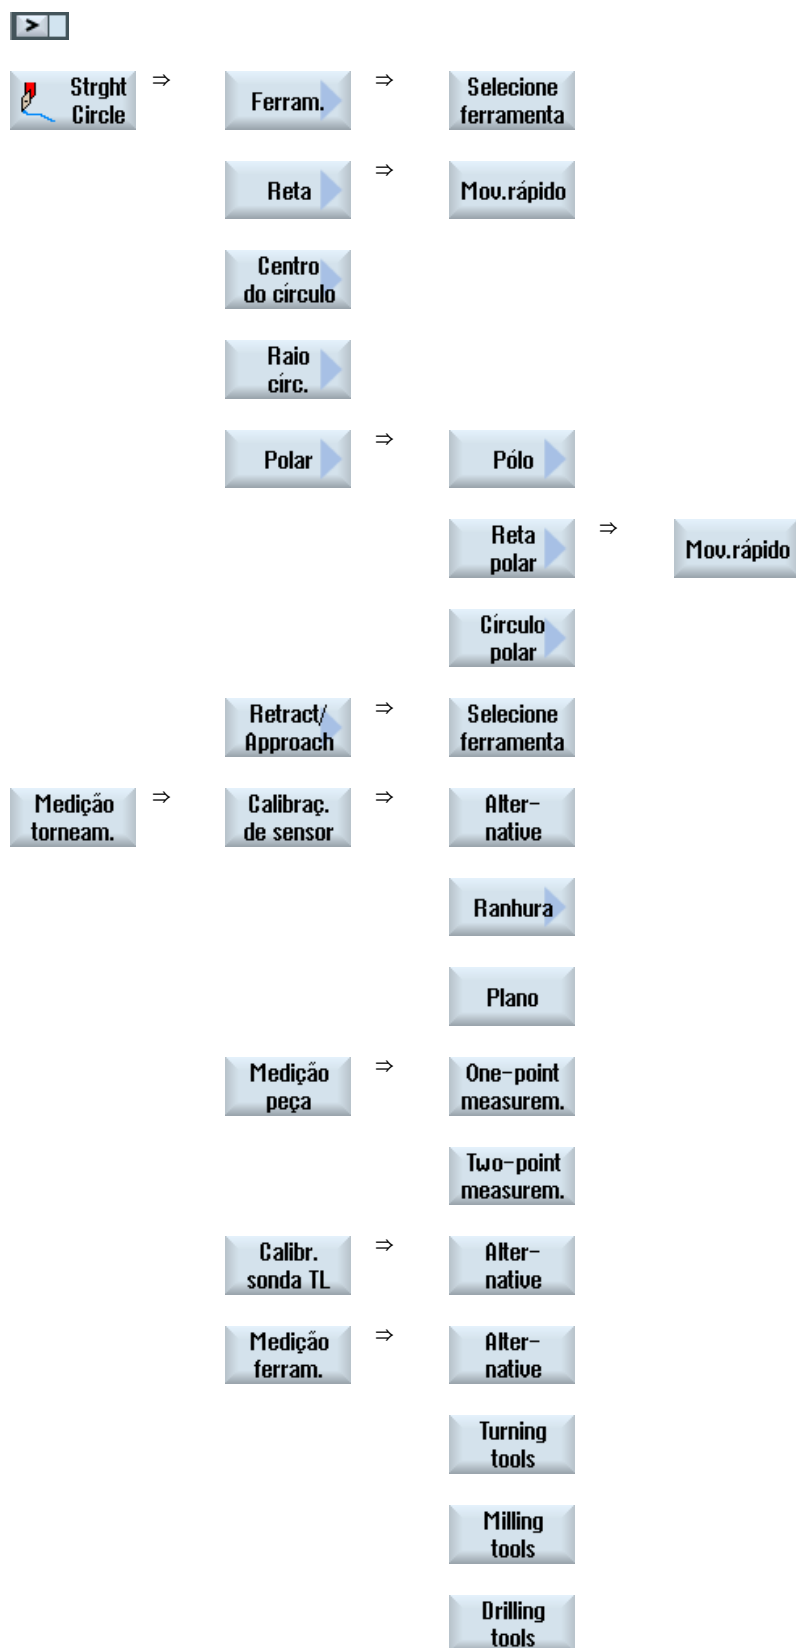 >
Strght
Circle
⇒
Ferram.
⇒
Selecione
ferramenta
Reta
⇒
Mov.rápido
Centro
do círculo
Raio
círc.
Polar
⇒
Pólo
Reta
polar
⇒
Mov.rápido
Círculo
polar
Retract/
Approach
⇒
Selecione
ferramenta
Medição
torneam.
⇒
Calibraç.
de sensor
⇒
Alter-
native
Ranhura
Plano
Medição
peça
⇒
One-point
measurem.
Two-point
measurem.
Calibr.
sonda TL
⇒
Alter-
native
Medição
ferram.
⇒
Alter-
native
Turning
tools
Milling
tools
Drilling
tools